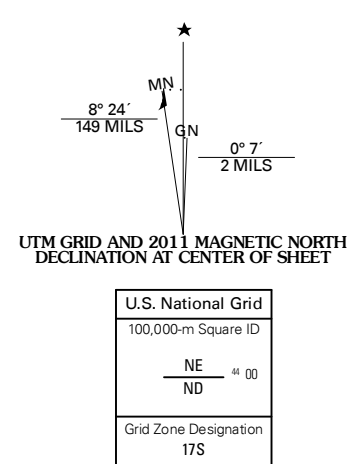 ★
MN
8° 24´
149 MILS
GN
0° 7´
2 MILS
UTM GRID AND 2011 MAGNETIC NORTH
DECLINATION AT CENTER OF SHEET
U.S. National Grid
100,000-m Square ID
NE
44 00
ND
Grid Zone Designation
17S